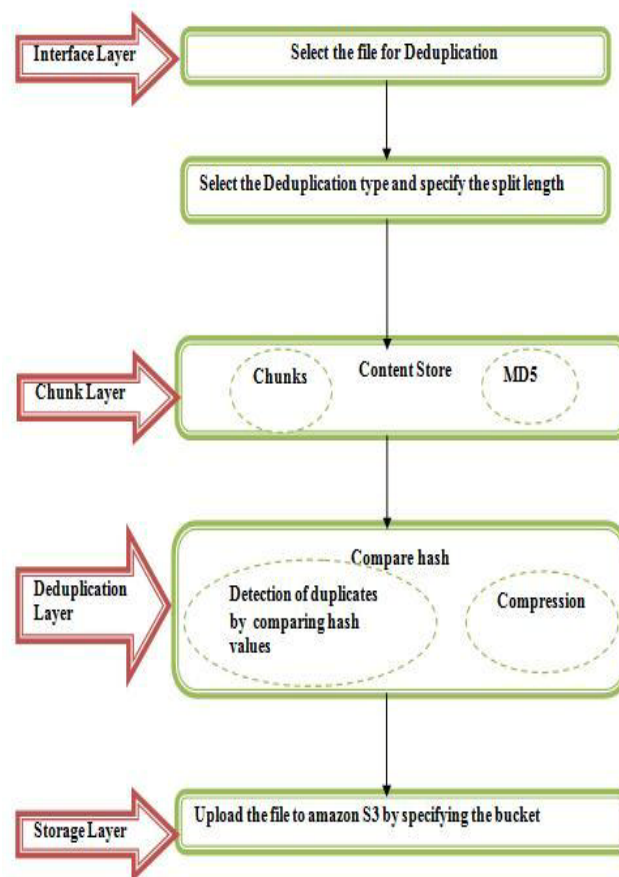 Interface Layer
Select the file for Deduplication
Select the Deduplication type and specify the split length
Chunk Layer
Chunks
Content Store
MD5
Deduplication
Layer
Compare hash
Detection of duplicates
by comparing hash
values
Compression
Storage Layer
Upload the file to amazon S3 by specifying the bucket